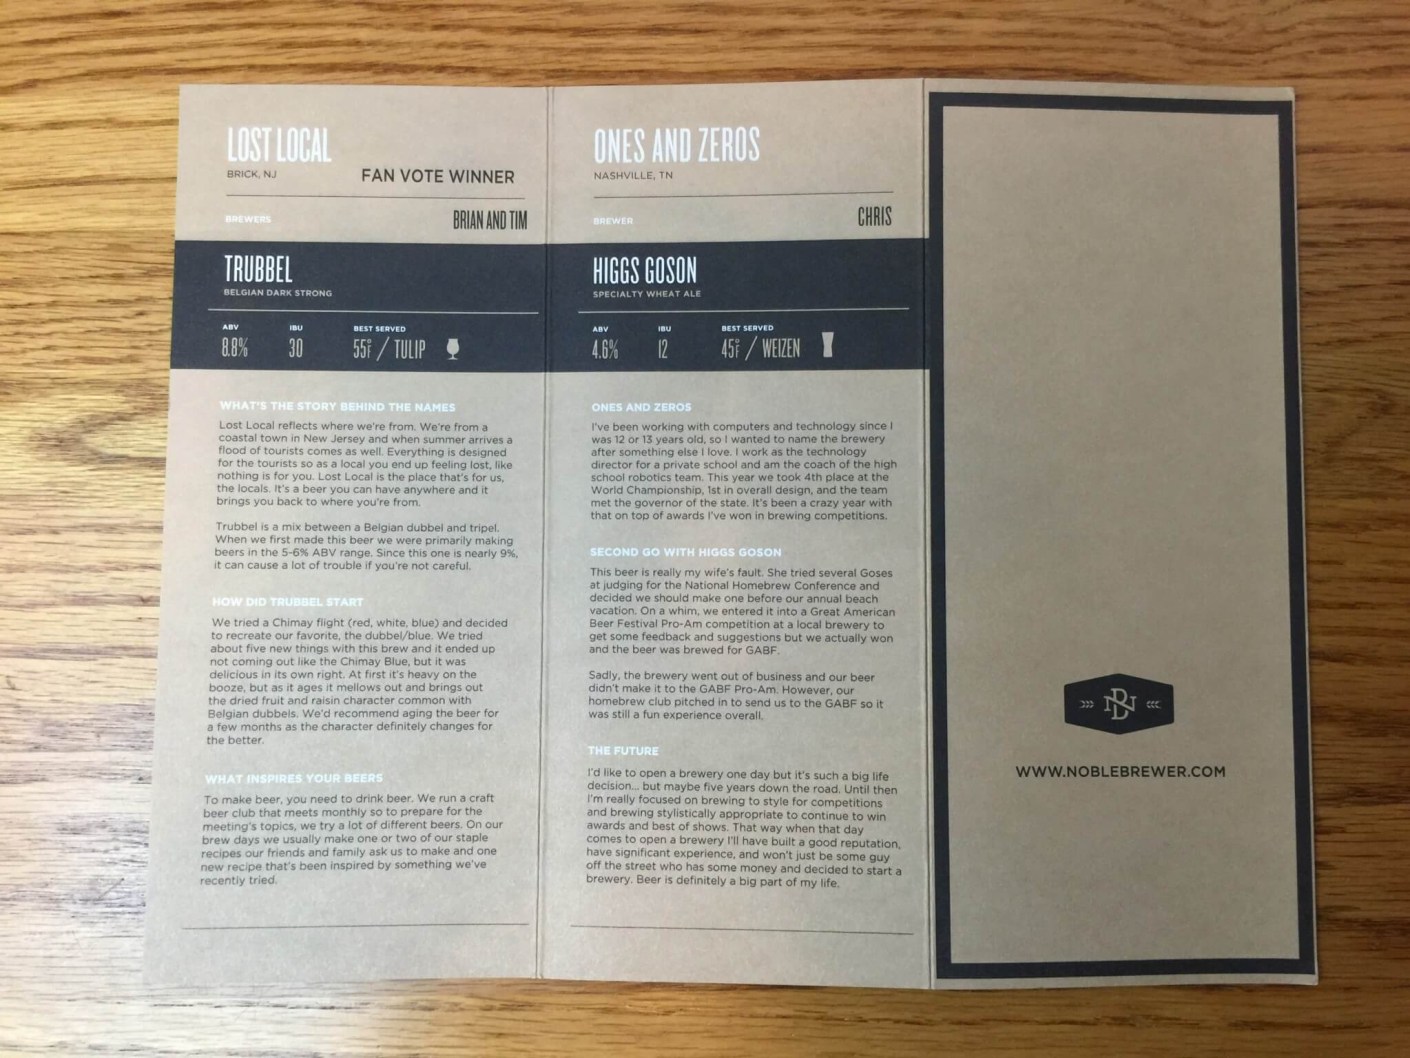 LOST LOCAL
BRICK, NJ
FAN VOTE WINNER
BREWERS
BRIAN AND TIM
TRUBBEL
BELGIAN DARK STRONG
ABV
IBU
BEST SERVED
8.8%
30
55°F / TULIP
WHAT'S THE STORY BEHIND THE NAMES
Lost Local reflects where we're from. We're from a
coastal town in New Jersey and when summer arrives a
flood of tourists comes as well. Everything is designed
for the tourists so as a local you end up feeling lost, like
nothing is for you. Lost Local is the place that's for us,
the locals. It's a beer you can have anywhere and it
brings you back to where you're from.
Trubbel is a mix between a Belgian dubbel and tripel.
When we first made this beer we were primarily making
beers in the 5-6% ABV range. Since this one is nearly 9%,
it can cause a lot of trouble if you're not careful.
HOW DID TRUBBEL START
We tried a Chimay flight (red, white, blue) and decided
to recreate our favorite, the dubbel/blue. We tried
about five new things with this brew and it ended up
not coming out like the Chimay Blue, but it was
delicious in its own right. At first it's heavy on the
booze, but as it ages it mellows out and brings out
the dried fruit and raisin character common with
Belgian dubbels. We'd recommend aging the beer for
a few months as the character definitely changes for
the better.
WHAT INSPIRES YOUR BEERS
To make beer, you need to drink beer. We run a craft
beer club that meets monthly so to prepare for the
meeting's topics, we try a lot of different beers. On our
brew days we usually make one or two of our staple
recipes our friends and family ask us to make and one
new recipe that's been inspired by something we've
recently tried.
ONES AND ZEROS
NASHVILLE, TN
BREWER
CHRIS
HIGGS GOSON
SPECIALTY WHEAT ALE
ABV
IBU
BEST SERVED
4.6%
12
45°F / WEIZEN
ONES AND ZEROS
I've been working with computers and technology since I
was 12 or 13 years old, so I wanted to name the brewery
after something else I love. I work as the technology
director for a private school and am the coach of the high
school robotics team. This year we took 4th place at the
World Championship, 1st in overall design, and the team
met the governor of the state. It's been a crazy year with
that on top of awards I've won in brewing competitions.
SECOND GO WITH HIGGS GOSON
This beer is really my wife's fault. She tried several Goses
at judging for the National Homebrew Conference and
decided we should make one before our annual beach
vacation. On a whim, we entered it into a Great American
Beer Festival Pro-Am competition at a local brewery to
get some feedback and suggestions but we actually won
and the beer was brewed for GABF.
Sadly, the brewery went out of business and our beer
didn't make it to the GABF Pro-Am. However, our
homebrew club pitched in to send us to the GABF so it
was still a fun experience overall.
THE FUTURE
I'd like to open a brewery one day but it's such a big life
decision... but maybe five years down the road. Until then
I'm really focused on brewing to style for competitions
and brewing stylistically appropriate to continue to win
awards and best of shows. That way when that day
comes to open a brewery I'll have built a good reputation,
have significant experience, and won't just be some guy
off the street who has some money and decided to start a
brewery. Beer is definitely a big part of my life.
NB
WWW.NOBLEBREWER.COM